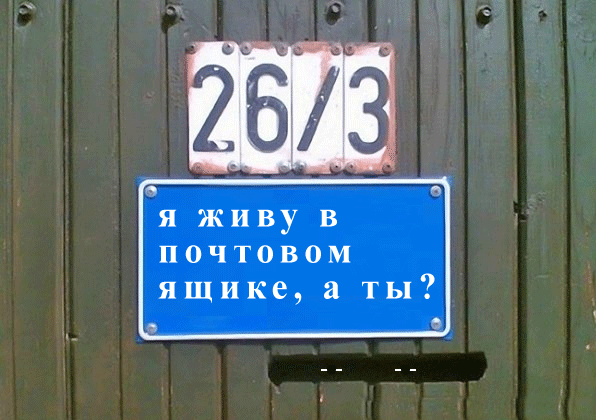 26/3
я живу в
почтовом
ящике, а ты?
-- --